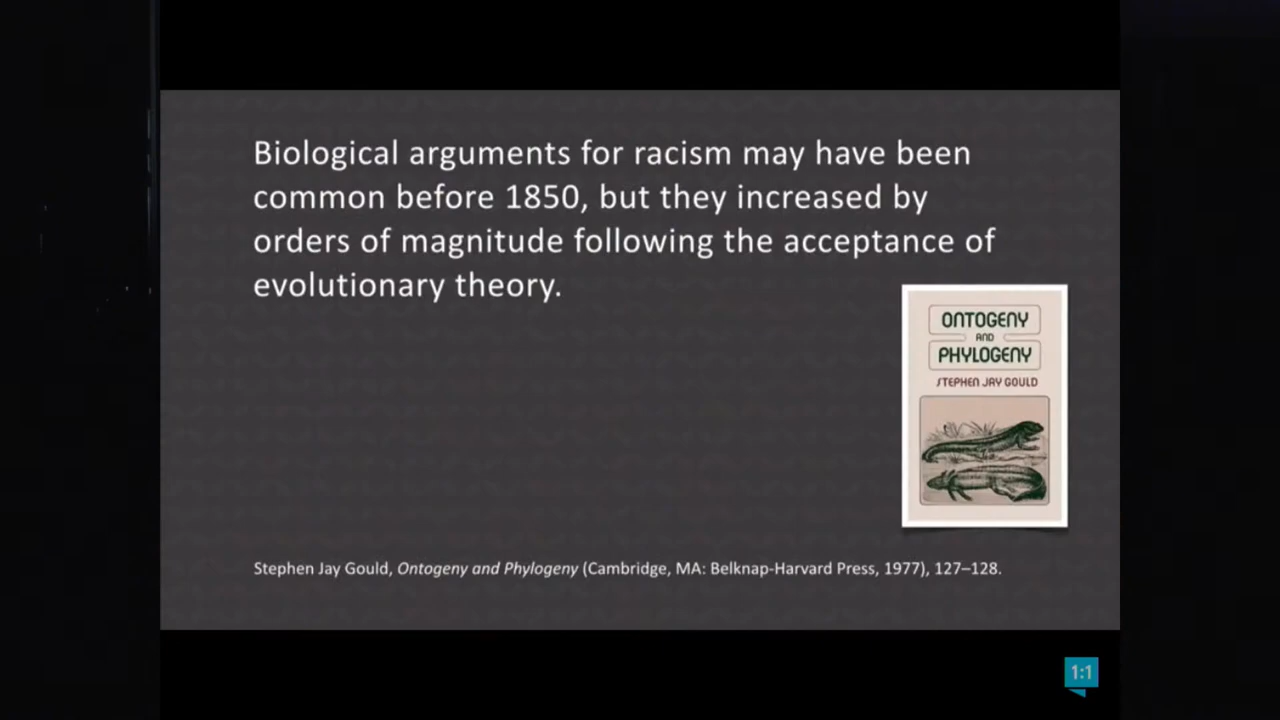 Biological arguments for racism may have been
common before 1850, but they increased by
orders of magnitude following the acceptance of
evolutionary theory.
ONTOGENY
AND
PHYLOGENY
STEPHEN JAY GOULD
Stephen Jay Gould, Ontogeny and Phylogeny (Cambridge, MA: Belknap-Harvard Press, 1977), 127–128.
1:1